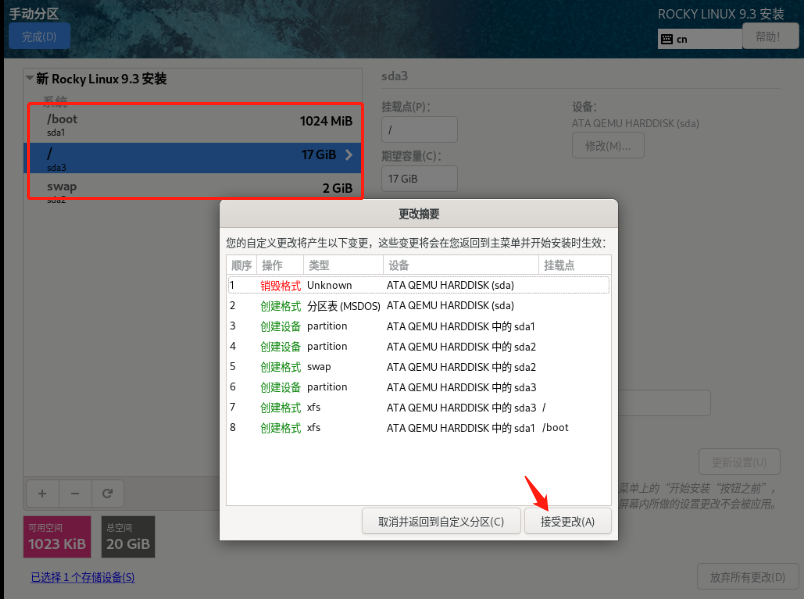 手动分区
ROCKY LINUX 9.3 安装
完成(D)
cn
帮助!
新 Rocky Linux 9.3 安装
系统
/boot
1024 MiB
sda1
/
17 GiB
sda3
swap
2 GiB
sda2
sda3
挂载点(P):
/
期望容量(C):
17 GiB
设备:
ATA QEMU HARDDISK (sda)
修改(M)...
更改摘要
您的自定义更改将产生以下变更，这些变更将会在您返回到主菜单并开始安装时生效:
顺序 操作 类型 设备 挂载点
1 销毁格式 Unknown ATA QEMU HARDDISK (sda)
2 创建格式 分区表 (MSDOS) ATA QEMU HARDDISK (sda)
3 创建设备 partition ATA QEMU HARDDISK 中的 sda1
4 创建设备 partition ATA QEMU HARDDISK 中的 sda2
5 创建格式 swap ATA QEMU HARDDISK 中的 sda2
6 创建设备 partition ATA QEMU HARDDISK 中的 sda3
7 创建格式 xfs ATA QEMU HARDDISK 中的 sda3 /
8 创建格式 xfs ATA QEMU HARDDISK 中的 sda1 /boot
取消并返回到自定义分区(C)
接受更改(A)
更新设置(U)
菜单上的“开始安装“按钮之前”，
屏幕内所做的设置更改不会被应用。
+ −
可用空间
1023 KiB
总空间
20 GiB
已选择 1 个存储设备(S)
放弃所有更改(D)